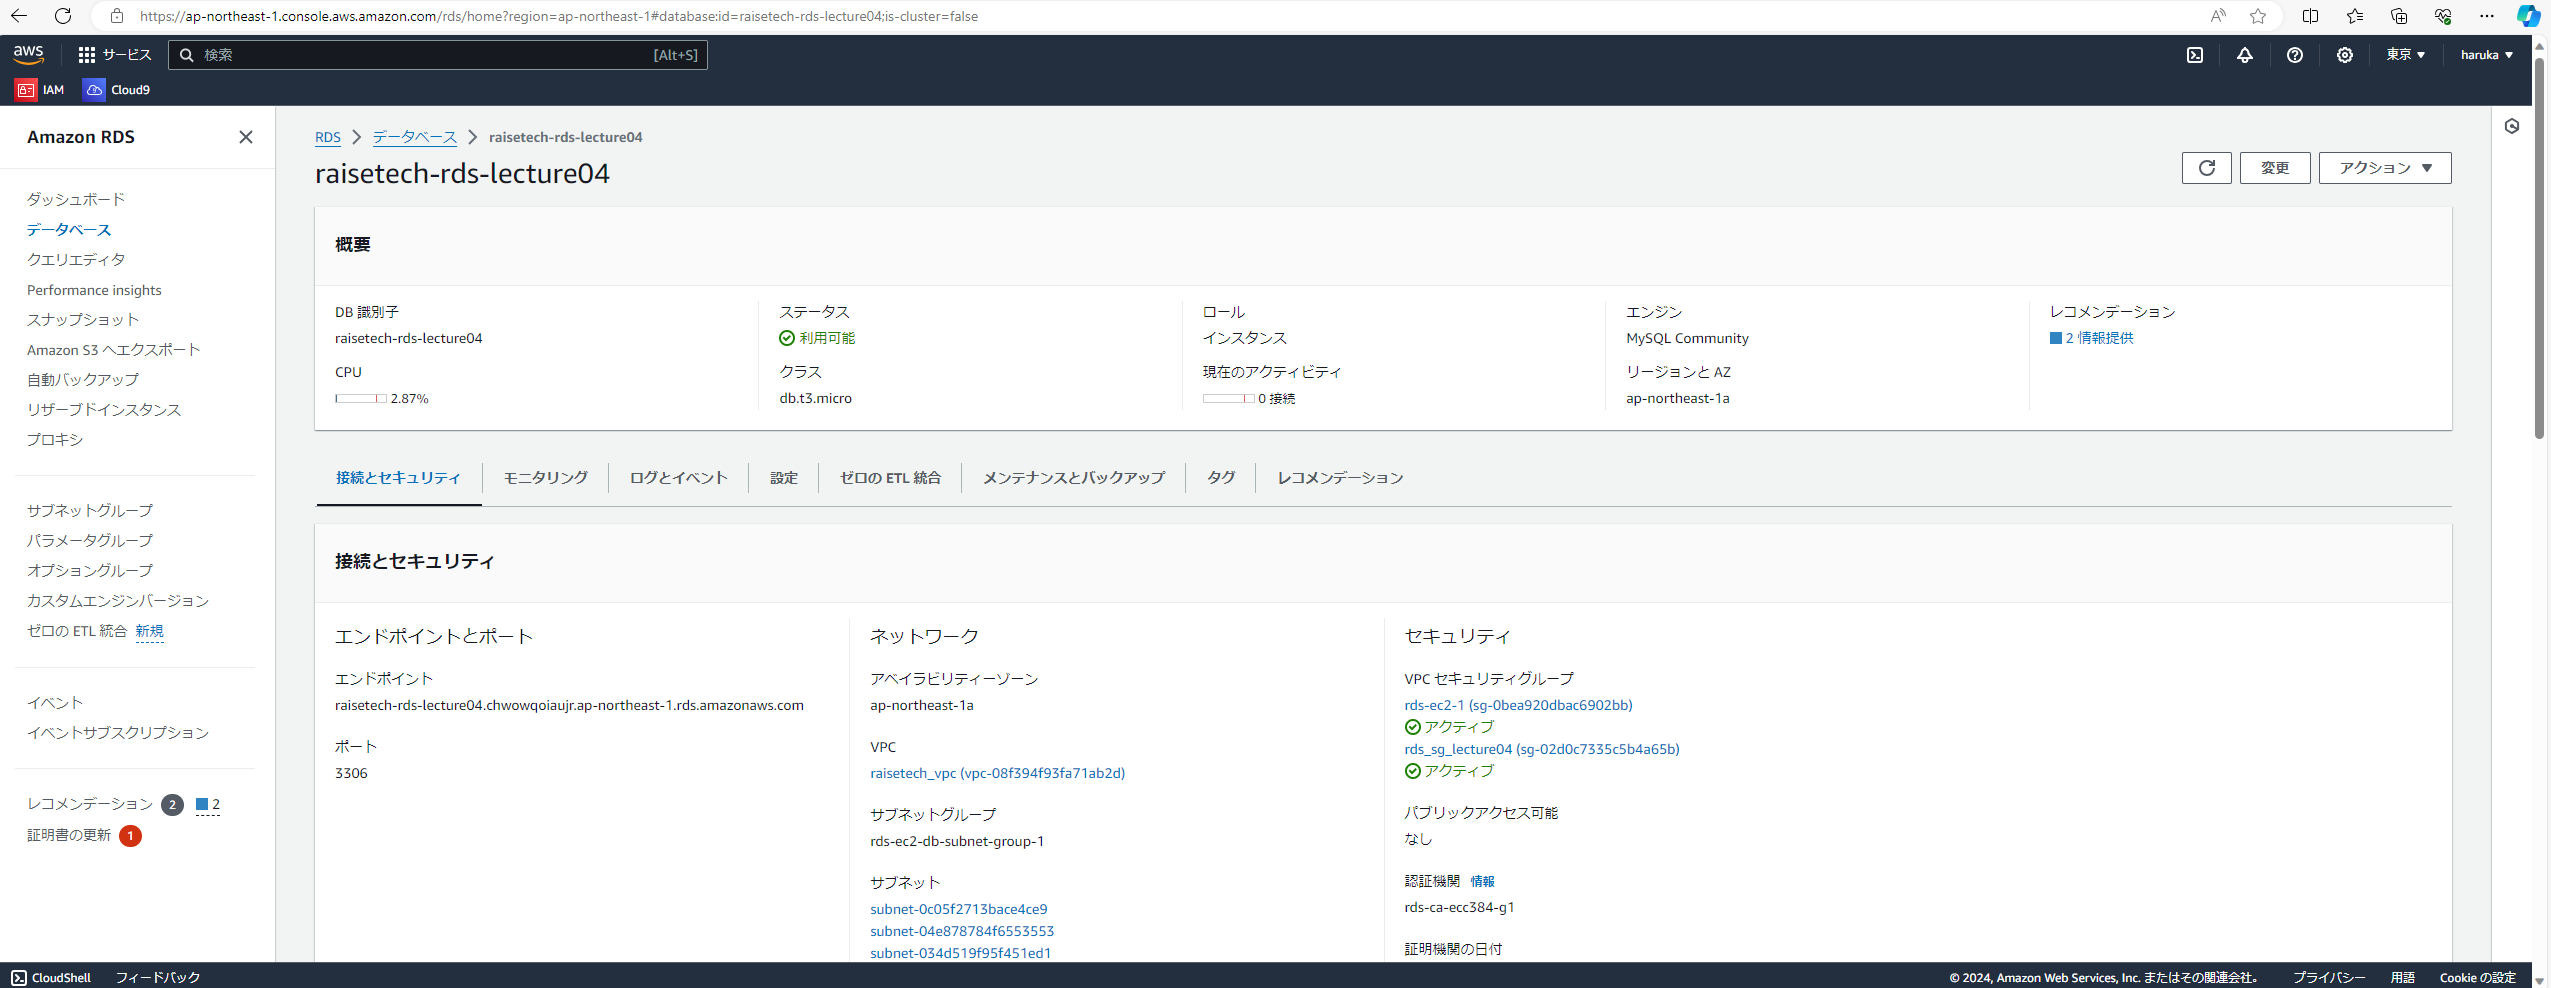 https://ap-northeast-1.console.aws.amazon.com/rds/home?region=ap-northeast-1#database:id=raisetech-rds-lecture04;is-cluster=false
aws サービス 検索 [Alt+S] 東京 ▼ haruka ▼
IAM Cloud9
Amazon RDS
ダッシュボード
データベース
クエリエディタ
Performance insights
スナップショット
Amazon S3 へエクスポート
自動バックアップ
リザーブドインスタンス
プロキシ
サブネットグループ
パラメータグループ
オプショングループ
カスタムエンジンバージョン
ゼロの ETL 統合 新規
イベント
イベントサブスクリプション
レコメンデーション 2 2
証明書の更新 1
RDS > データベース > raisetech-rds-lecture04
raisetech-rds-lecture04
変更 アクション ▼
概要
DB 識別子
raisetech-rds-lecture04
CPU
2.87%
ステータス
利用可能
クラス
db.t3.micro
ロール
インスタンス
現在のアクティビティ
0 接続
エンジン
MySQL Community
リージョンと AZ
ap-northeast-1a
レコメンデーション
2 情報提供
接続とセキュリティ モニタリング ログとイベント 設定 ゼロの ETL 統合 メンテナンスとバックアップ タグ レコメンデーション
接続とセキュリティ
エンドポイントとポート
エンドポイント
raisetech-rds-lecture04.chwowqoiaujr.ap-northeast-1.rds.amazonaws.com
ポート
3306
ネットワーク
アベイラビリティーゾーン
ap-northeast-1a
VPC
raisetech_vpc (vpc-08f394f93fa71ab2d)
サブネットグループ
rds-ec2-db-subnet-group-1
サブネット
subnet-0c05f2713bace4ce9
subnet-04e878784f6553553
subnet-034d519f95f451ed1
セキュリティ
VPC セキュリティグループ
rds-ec2-1 (sg-0bea920dbac6902bb)
アクティブ
rds_sg_lecture04 (sg-02d0c7335c5b4a65b)
アクティブ
パブリックアクセス可能
なし
認証機関 情報
rds-ca-ecc384-g1
証明機関の日付
CloudShell フィードバック © 2024, Amazon Web Services, Inc. またはその関連会社。 プライバシー 用語 Cookie の設定